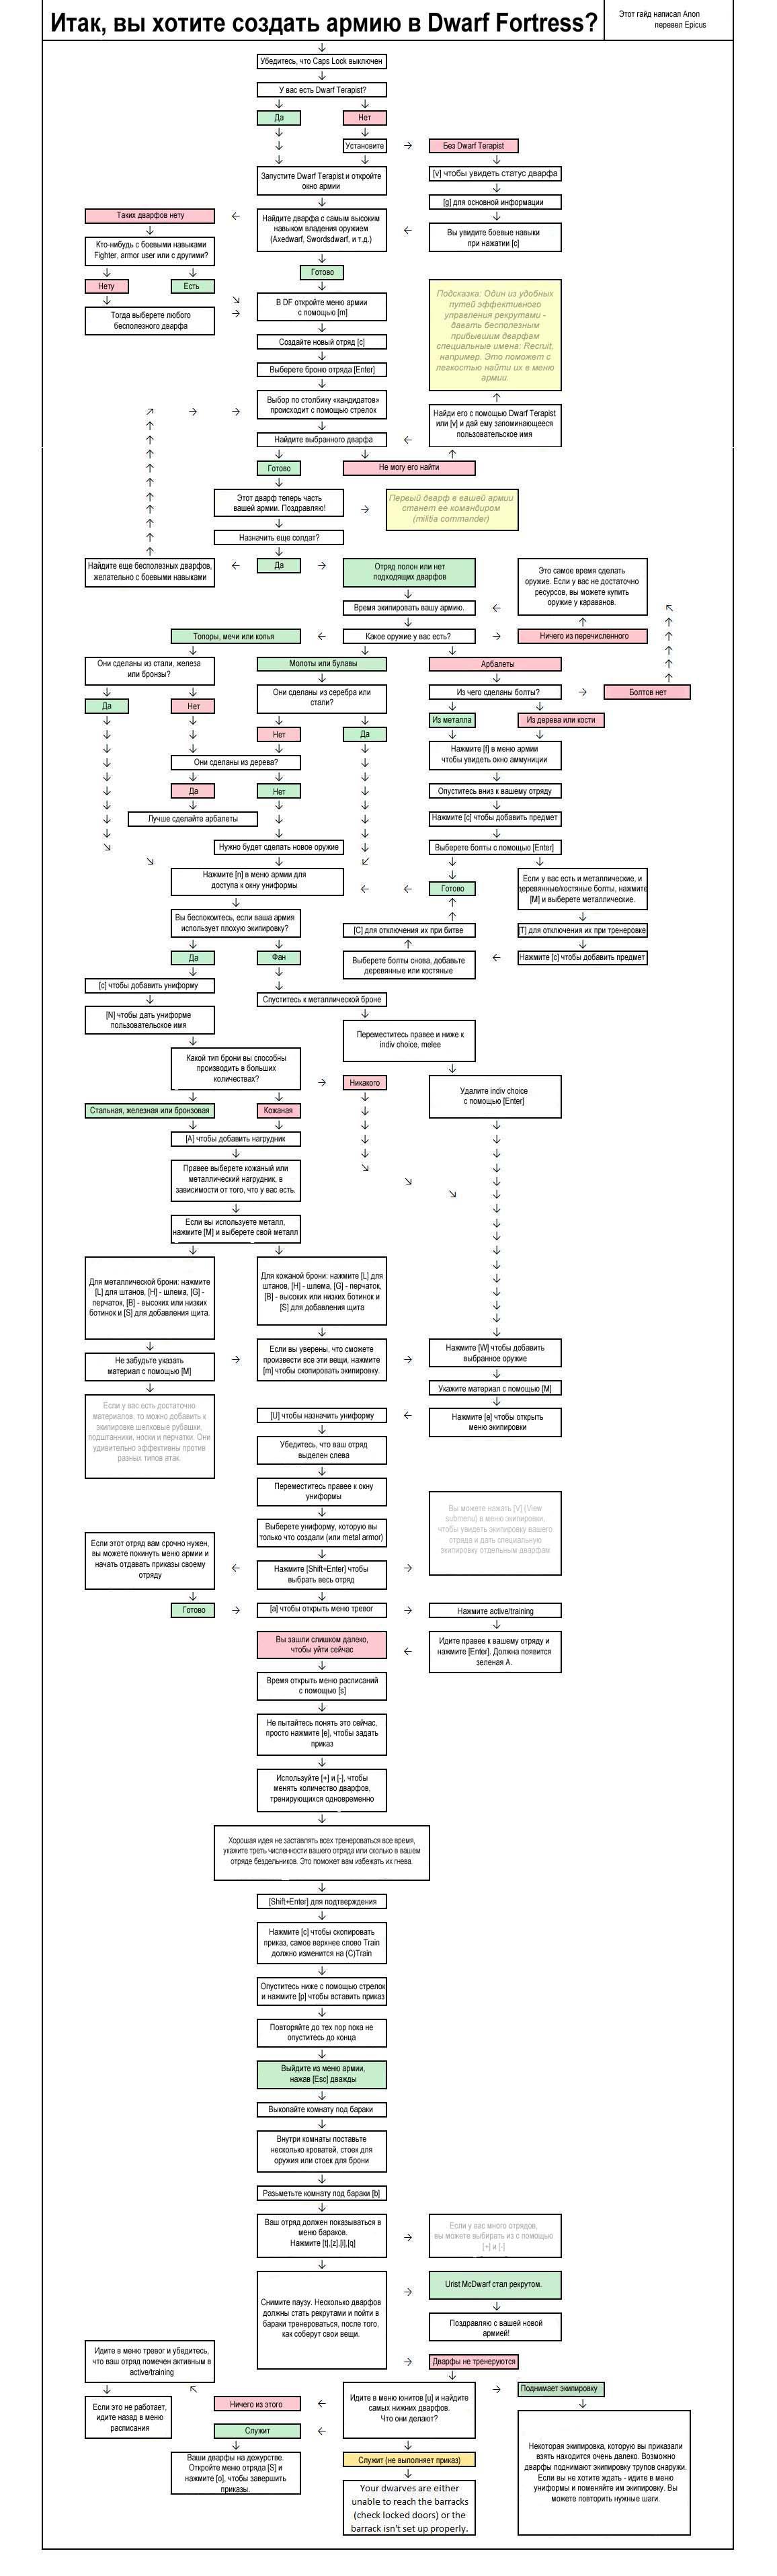 Итак, вы хотите создать армию в Dwarf Fortress?
Этот гайд написал Anon
перевел Epicus
Убедитесь, что Caps Lock выключен
У вас есть Dwarf Terapist?
Да
Нет
Установите
Без Dwarf Terapist
[v] чтобы увидеть статус дварфа
Запустите Dwarf Terapist и откройте
окно армии
[g] для основной информации
Таких дварфов нету
Найдите дварфа с самым высоким
навыком владения оружием
(Axedwarf, Swordsdwarf, и т.д.)
Вы увидите боевые навыки
при нажатии [c]
Кто-нибудь с боевыми навыками
Fighter, armor user или с другими?
Готово
Нету
Есть
Подсказка: Один из удобных
путей эффективного
управления рекрутами -
давать бесполезным
прибывшим дварфам
специальные имена: Recruit,
например. Это поможет с
легкостью найти их в меню
армии.
В DF откройте меню армии
с помощью [m]
Тогда выберете любого
бесполезного дварфа
Создайте новый отряд [c]
Выберете броню отряда [Enter]
Выбор по столбику «кандидатов»
происходит с помощью стрелок
Найди его с помощью Dwarf Terapist
или [v] и дай ему запоминающееся
пользовательское имя
Найдите выбранного дварфа
Готово
Не могу его найти
Этот дварф теперь часть
вашей армии. Поздравляю!
Первый дварф в вашей армии
станет ее командиром
(militia commander)
Назначить еще солдат?
Найдите еще бесполезных дварфов,
желательно с боевыми навыками
Да
Отряд полон или нет
подходящих дварфов
Это самое время сделать
оружие. Если у вас не достаточно
ресурсов, вы можете купить
оружие у караванов.
Время экипировать вашу армию.
Топоры, мечи или копья
Какое оружие у вас есть?
Ничего из перечисленного
Они сделаны из стали, железа
или бронзы?
Молоты или булавы
Арбалеты
Они сделаны из серебра или
стали?
Из чего сделаны болты?
Болтов нет
Да
Нет
Из металла
Из дерева или кости
Нет
Да
Нажмите [f] в меню армии
чтобы увидеть окно аммуниции
Они сделаны из дерева?
Да
Нет
Опуститесь вниз к вашему отряду
Лучше сделайте арбалеты
Нажмите [c] чтобы добавить предмет
Нужно будет сделать новое оружие
Выберете болты с помощью [Enter]
Нажмите [n] в меню армии для
доступа к окну униформы
Готово
Если у вас есть и металлические, и
деревянные/костяные болты, нажмите
[M] и выберете металлические.
Вы беспокоитесь, если ваша армия
использует плохую экипировку?
[C] для отключения их при битве
[T] для отключения их при тренеровке
Да
Фан
Выберете болты снова, добавьте
деревянные или костяные
Нажмите [c] чтобы добавить предмет
[c] чтобы добавить униформу
Спуститесь к металлической броне
[N] чтобы дать униформе
пользовательское имя
Переместитесь правее и ниже к
indiv choice, melee
Какой тип брони вы способны
производить в больших
количествах?
Никакого
Удалите indiv choice
с помощью [Enter]
Стальная, железная или бронзовая
Кожаная
[A] чтобы добавить нагрудник
Правее выберете кожаный или
металлический нагрудник, в
зависимости от того, что у вас есть.
Если вы используете металл,
нажмите [M] и выберете свой металл
Для металлической брони: нажмите
[L] для штанов, [H] - шлема, [G] -
перчаток, [B] - высоких или низких
ботинок и [S] для добавления щита.
Для кожаной брони: нажмите [L] для
штанов, [H] - шлема, [G] - перчаток,
[B] - высоких или низких ботинок и
[S] для добавления щита
Не забудьте указать
материал с помощью [M]
Если вы уверены, что сможете
произвести все эти вещи, нажмите
[m] чтобы скопировать экипировку.
Нажмите [W] чтобы добавить
выбранное оружие
Укажите материал с помощью [M]
Если у вас есть достаточно
материалов, то можно добавить к
экипировке шелковые рубашки,
подштанники, носки и перчатки. Они
удивительно эффективны против
разных типов атак.
[U] чтобы назначить униформу
Нажмите [e] чтобы открыть
меню экипировки
Убедитесь, что ваш отряд
выделен слева
Переместитесь правее к окну
униформы
Вы можете нажать [V] (View
submenu) в меню экипировки,
чтобы увидеть экипировку вашего
отряда и дать специальную
экипировку отдельным дварфам
Выберете униформу, которую вы
только что создали (или metal armor)
Если этот отряд вам срочно нужен,
вы можете покинуть меню армии и
начать отдавать приказы своему
отряду
Нажмите [Shift+Enter] чтобы
выбрать весь отряд
Готово
[a] чтобы открыть меню тревог
Нажмите active/training
Вы зашли слишком далеко,
чтобы уйти сейчас
Идите правее к вашему отряду и
нажмите [Enter]. Должна появится
зеленая A.
Время открыть меню расписаний
с помощью [s]
Не пытайтесь понять это сейчас,
просто нажмите [e], чтобы задать
приказ
Используйте [+] и [-], чтобы
менять количество дварфов,
тренирующихся одновременно
Хорошая идея не заставлять всех тренероваться все время,
укажите треть численности вашего отряда или сколько в вашем
отряде бездельников. Это поможет вам избежать их гнева.
[Shift+Enter] для подтверждения
Нажмите [c] чтобы скопировать
приказ, самое верхнее слово Train
должно изменится на (C)Train
Опуститесь ниже с помощью стрелок
и нажмите [p] чтобы вставить приказ
Повторяйте до тех пор пока не
опуститесь до конца
Выйдите из меню армии,
нажав [Esc] дважды
Выкопайте комнату под бараки
Внутри комнаты поставьте
несколько кроватей, стоек для
оружия или стоек для брони
Разыметьте комнату под бараки [b]
Ваш отряд должен показываться в
меню бараков.
Нажмите [t],[z],[i],[q]
Если у вас много отрядов,
вы можете выбирать из с помощью
[+] и [-]
Снимите паузу. Несколько дварфов
должны стать рекрутами и пойти в
бараки тренероваться, после того,
как соберут свои вещи.
Urist McDwarf стал рекрутом.
Поздравляю с вашей новой
армией!
Идите в меню тревог и убедитесь,
что ваш отряд помечен активным в
active/training
Дварфы не тренеруются
Если это не работает,
идите назад в меню
расписания
Ничего из этого
Идите в меню юнитов [u] и найдите
самых нижних дварфов.
Что они делают?
Поднимает экипировку
Служит
Ваши дварфы на дежурстве.
Откройте меню отряда [S] и
нажмите [o], чтобы завершить
приказы.
Служит (не выполняет приказ)
Некоторая экипировка, которую вы приказали
взять находится очень далеко. Возможно
дварфы поднимают экипировку трупов снаружи.
Если вы не хотите ждать - идите в меню
униформы и поменяйте им экипировку. Вы
можете повторить нужные шаги.
Your dwarves are either
unable to reach the barracks
(check locked doors) or the
barrack isn't set up properly.